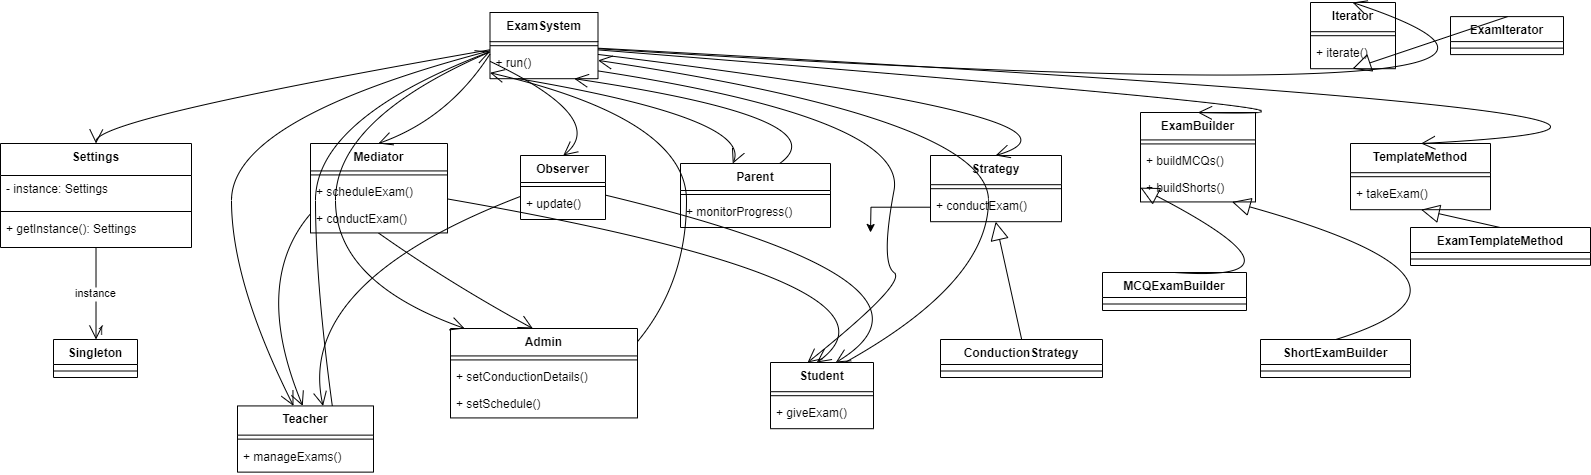 ExamSystem
+ run()
Iterator
+ iterate()
ExamIterator
Settings
- instance: Settings
+ getInstance(): Settings
Mediator
+ scheduleExam()
+ conductExam()
Observer
+ update()
Parent
+ monitorProgress()
Strategy
+ conductExam()
ExamBuilder
+ buildMCQs()
+ buildShorts()
TemplateMethod
+ takeExam()
ExamTemplateMethod
instance
1
MCQExamBuilder
Singleton
Admin
+ setConductionDetails()
+ setSchedule()
Student
+ giveExam()
ConductionStrategy
ShortExamBuilder
Teacher
+ manageExams()